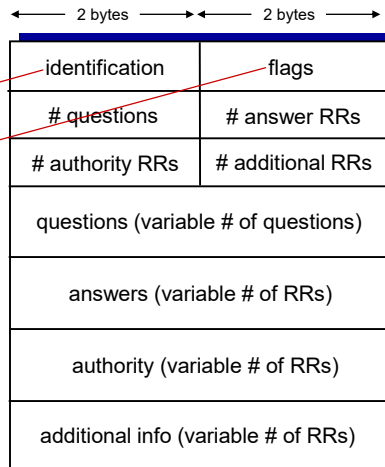 2 bytes 2 bytes
identification flags
# questions # answer RRs
# authority RRs # additional RRs
questions (variable # of questions)
answers (variable # of RRs)
authority (variable # of RRs)
additional info (variable # of RRs)